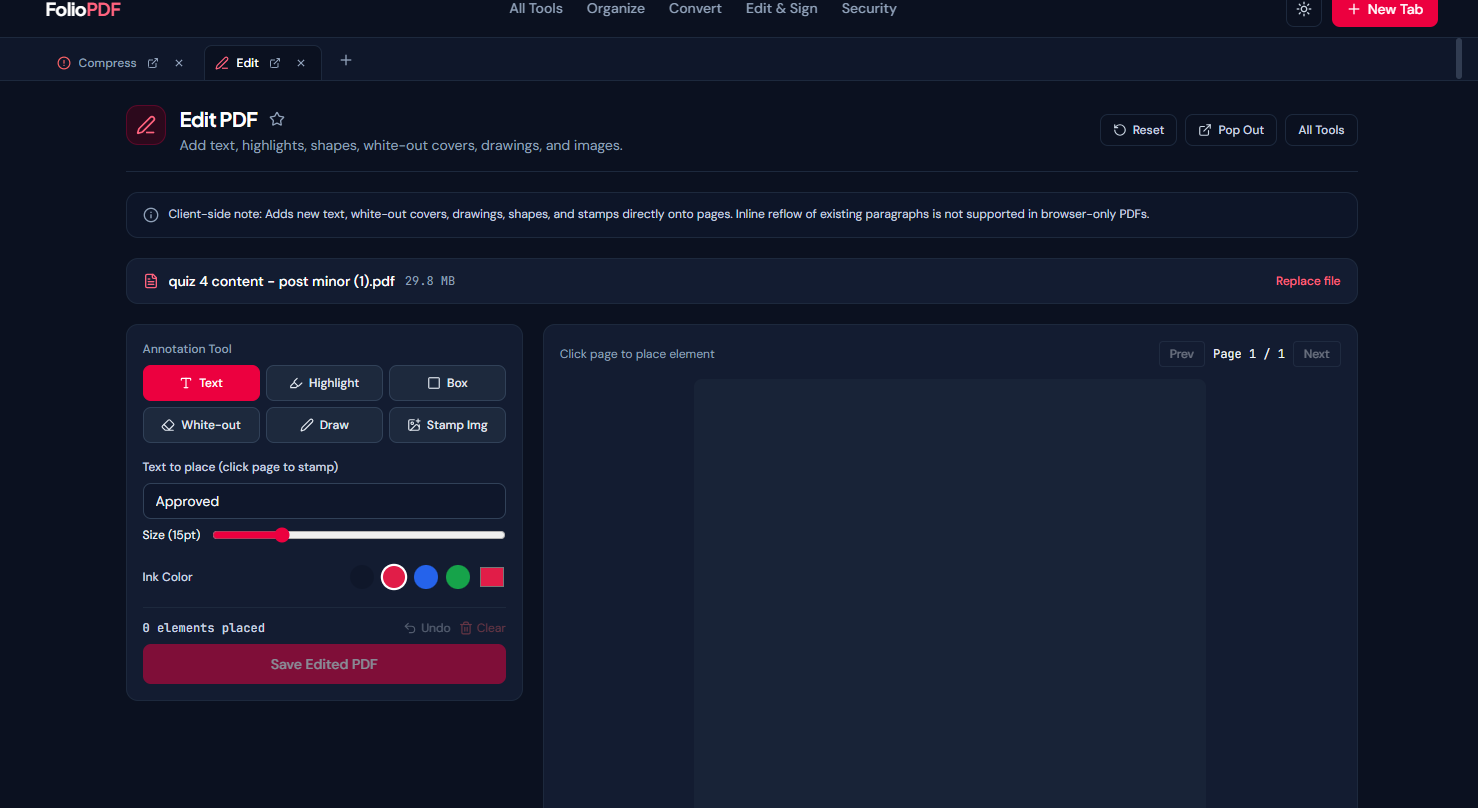 FolioPDF
All Tools Organize Convert Edit & Sign Security
New Tab
Compress
Edit
Edit PDF
Add text, highlights, shapes, white-out covers, drawings, and images.
Reset
Pop Out
All Tools
Client-side note: Adds new text, white-out covers, drawings, shapes, and stamps directly onto pages. Inline reflow of existing paragraphs is not supported in browser-only PDFs.
quiz 4 content - post minor (1).pdf 29.8 MB
Replace file
Annotation Tool
Text Highlight Box
White-out Draw Stamp Img
Text to place (click page to stamp)
Approved
Size (15pt)
Ink Color
0 elements placed Undo Clear
Save Edited PDF
Click page to place element
Prev Page 1 / 1 Next